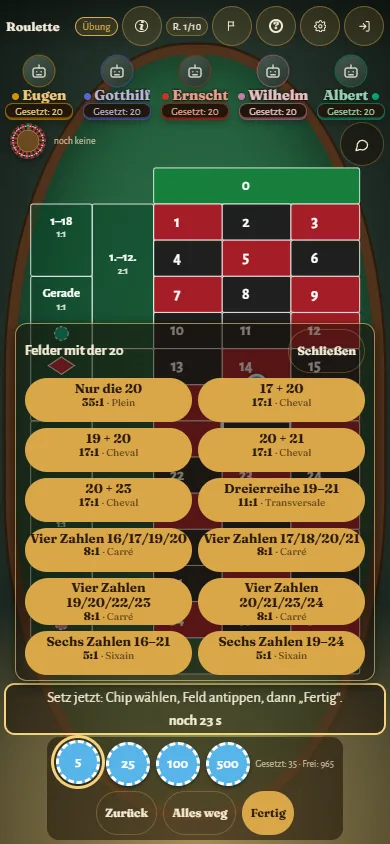 Roulette
Übung
R. 1/10
Eugen
Gotthilf
Ernscht
Wilhelm
Albert
Gesetzt: 20
Gesetzt: 20
Gesetzt: 20
Gesetzt: 20
Gesetzt: 20
noch keine
0
1–18
1:1
1.–12.
2:1
1 2 3
4 5 6
Gerade
1:1
7 8 9
10 11 12
Felder mit der 20
Schließen
13 14 15
Nur die 20
35:1 · Plein
17 + 20
17:1 · Cheval
19 + 20
17:1 · Cheval
20 + 21
17:1 · Cheval
22 23 24
20 + 23
17:1 · Cheval
Dreierreihe 19–21
11:1 · Transversale
1:1
Vier Zahlen 16/17/19/20
8:1 · Carré
Vier Zahlen 17/18/20/21
8:1 · Carré
Vier Zahlen
19/20/22/23
8:1 · Carré
Vier Zahlen
20/21/23/24
8:1 · Carré
Sechs Zahlen 16–21
5:1 · Sixain
Sechs Zahlen 19–24
5:1 · Sixain
Setz jetzt: Chip wählen, Feld antippen, dann „Fertig“.
noch 23 s
5
25
100
500
Gesetzt: 35 · Frei: 965
Zurück
Alles weg
Fertig